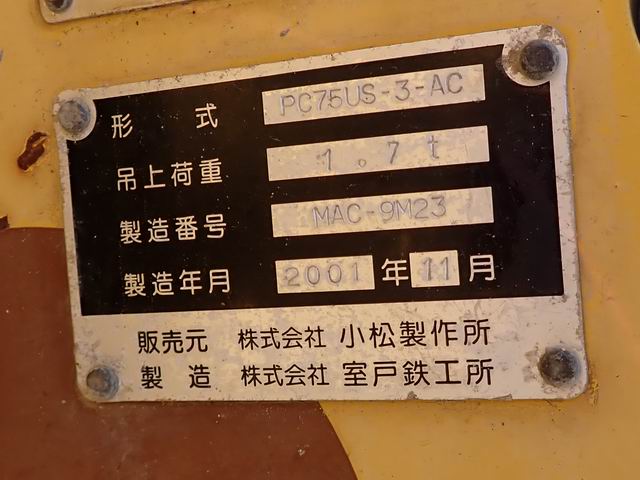 形式 PC75US-3-AC
吊上荷重 1.7t
製造番号 MAC-9M23
製造年月 2001年11月
販売元 株式会社 小松製作所
製造 株式会社 室戸鉄工所